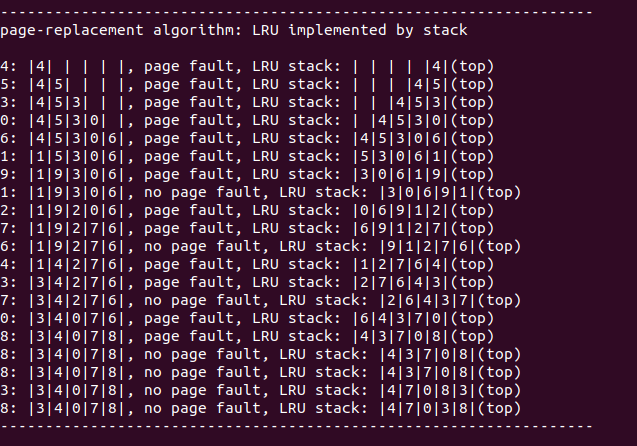 ------------------------------------------------------------------
page-replacement algorithm: LRU implemented by stack
4: |4| | | | |, page fault, LRU stack: | | | | |4|(top)
5: |4|5| | | |, page fault, LRU stack: | | | |4|5|(top)
3: |4|5|3| | |, page fault, LRU stack: | | |4|5|3|(top)
0: |4|5|3|0| |, page fault, LRU stack: | |4|5|3|0|(top)
6: |4|5|3|0|6|, page fault, LRU stack: |4|5|3|0|6|(top)
1: |1|5|3|0|6|, page fault, LRU stack: |5|3|0|6|1|(top)
9: |1|9|3|0|6|, page fault, LRU stack: |3|0|6|1|9|(top)
1: |1|9|3|0|6|, no page fault, LRU stack: |3|0|6|9|1|(top)
2: |1|9|2|0|6|, page fault, LRU stack: |0|6|9|1|2|(top)
7: |1|9|2|7|6|, page fault, LRU stack: |6|9|1|2|7|(top)
6: |1|9|2|7|6|, no page fault, LRU stack: |9|1|2|7|6|(top)
4: |1|4|2|7|6|, page fault, LRU stack: |1|2|7|6|4|(top)
3: |3|4|2|7|6|, page fault, LRU stack: |2|7|6|4|3|(top)
7: |3|4|2|7|6|, no page fault, LRU stack: |2|6|4|3|7|(top)
0: |3|4|0|7|6|, page fault, LRU stack: |6|4|3|7|0|(top)
8: |3|4|0|7|8|, page fault, LRU stack: |4|3|7|0|8|(top)
8: |3|4|0|7|8|, no page fault, LRU stack: |4|3|7|0|8|(top)
8: |3|4|0|7|8|, no page fault, LRU stack: |4|3|7|0|8|(top)
3: |3|4|0|7|8|, no page fault, LRU stack: |4|7|0|8|3|(top)
8: |3|4|0|7|8|, no page fault, LRU stack: |4|7|0|3|8|(top)
------------------------------------------------------------------